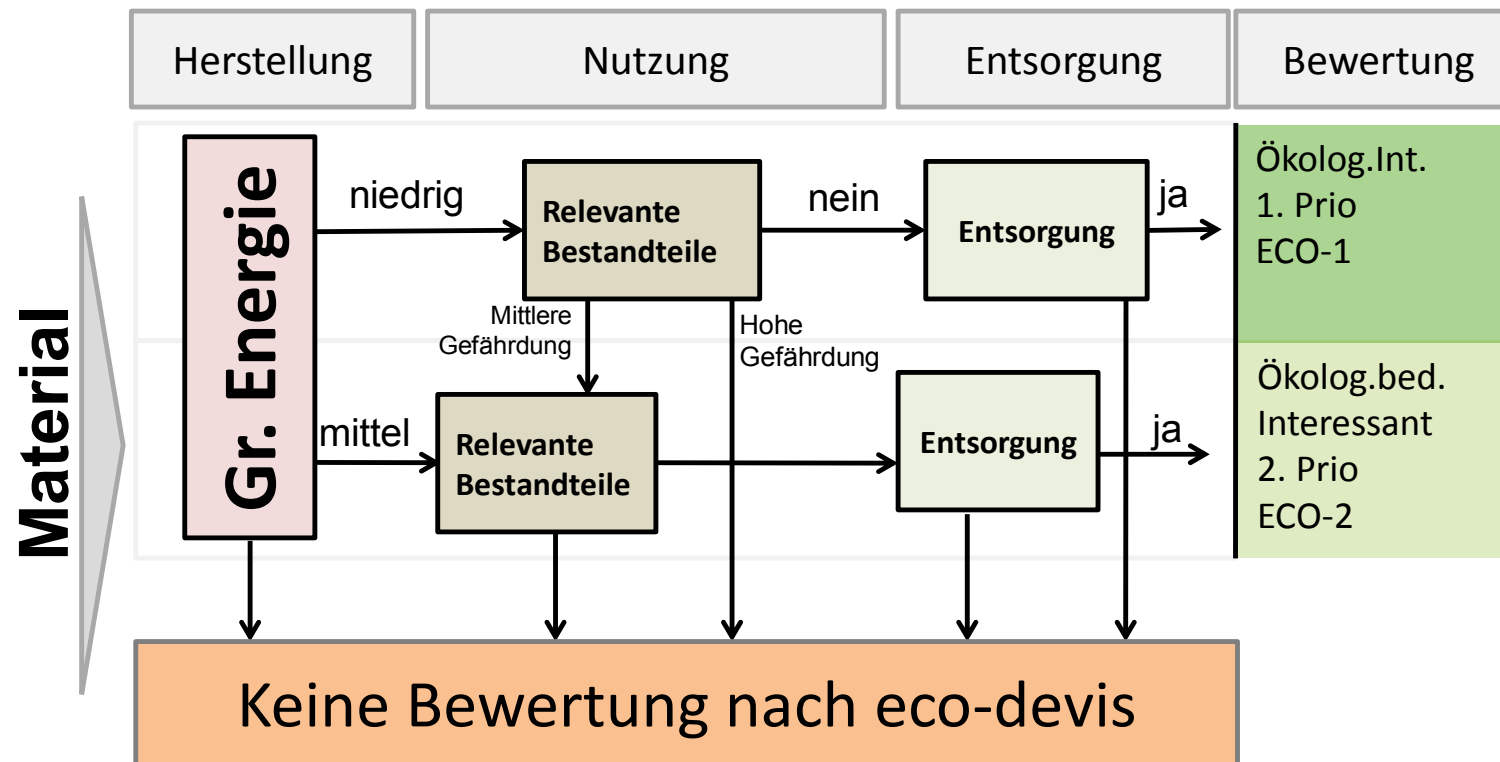 Herstellung
Nutzung
Entsorgung
Bewertung
Material
Gr. Energie
niedrig
Relevante
Bestandteile
nein
Entsorgung
ja
Ökolog.Int.
1. Prio
ECO-1
Mittlere
Gefährdung
Hohe
Gefährdung
mittel
Relevante
Bestandteile
Entsorgung
ja
Ökolog.bed.
Interessant
2. Prio
ECO-2
Keine Bewertung nach eco-devis